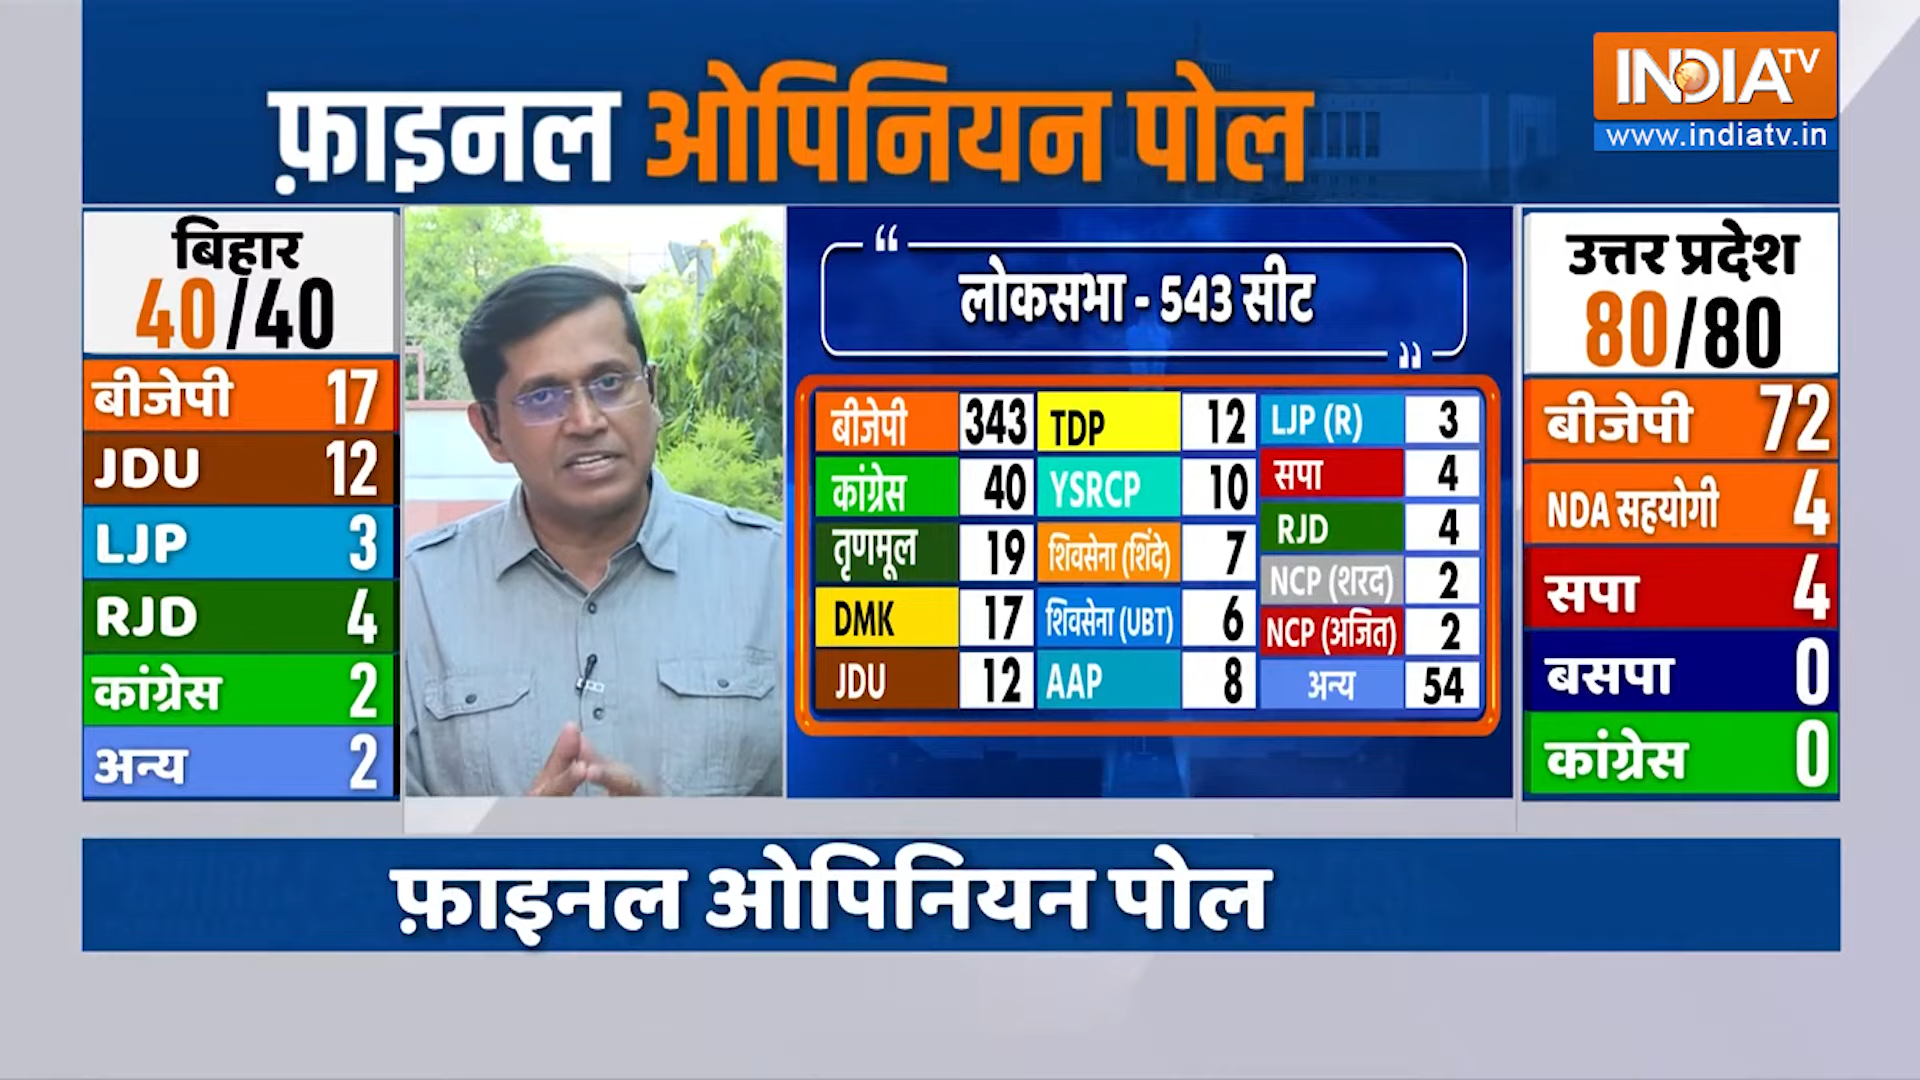 फ़ाइनल ओपिनियन पोल
INDIA TV
www.indiatv.in
बिहार
40/40
बीजेपी 17
JDU 12
LJP 3
RJD 4
कांग्रेस 2
अन्य 2
“
लोकसभा - 543 सीट
”
बीजेपी 343
कांग्रेस 40
तृणमूल 19
DMK 17
JDU 12
TDP 12
YSRCP 10
शिवसेना (शिंदे) 7
शिवसेना (UBT) 6
AAP 8
LJP (R) 3
सपा 4
RJD 4
NCP (शरद) 2
NCP (अजित) 2
अन्य 54
उत्तर प्रदेश
80/80
बीजेपी 72
NDA सहयोगी 4
सपा 4
बसपा 0
कांग्रेस 0
फ़ाइनल ओपिनियन पोल